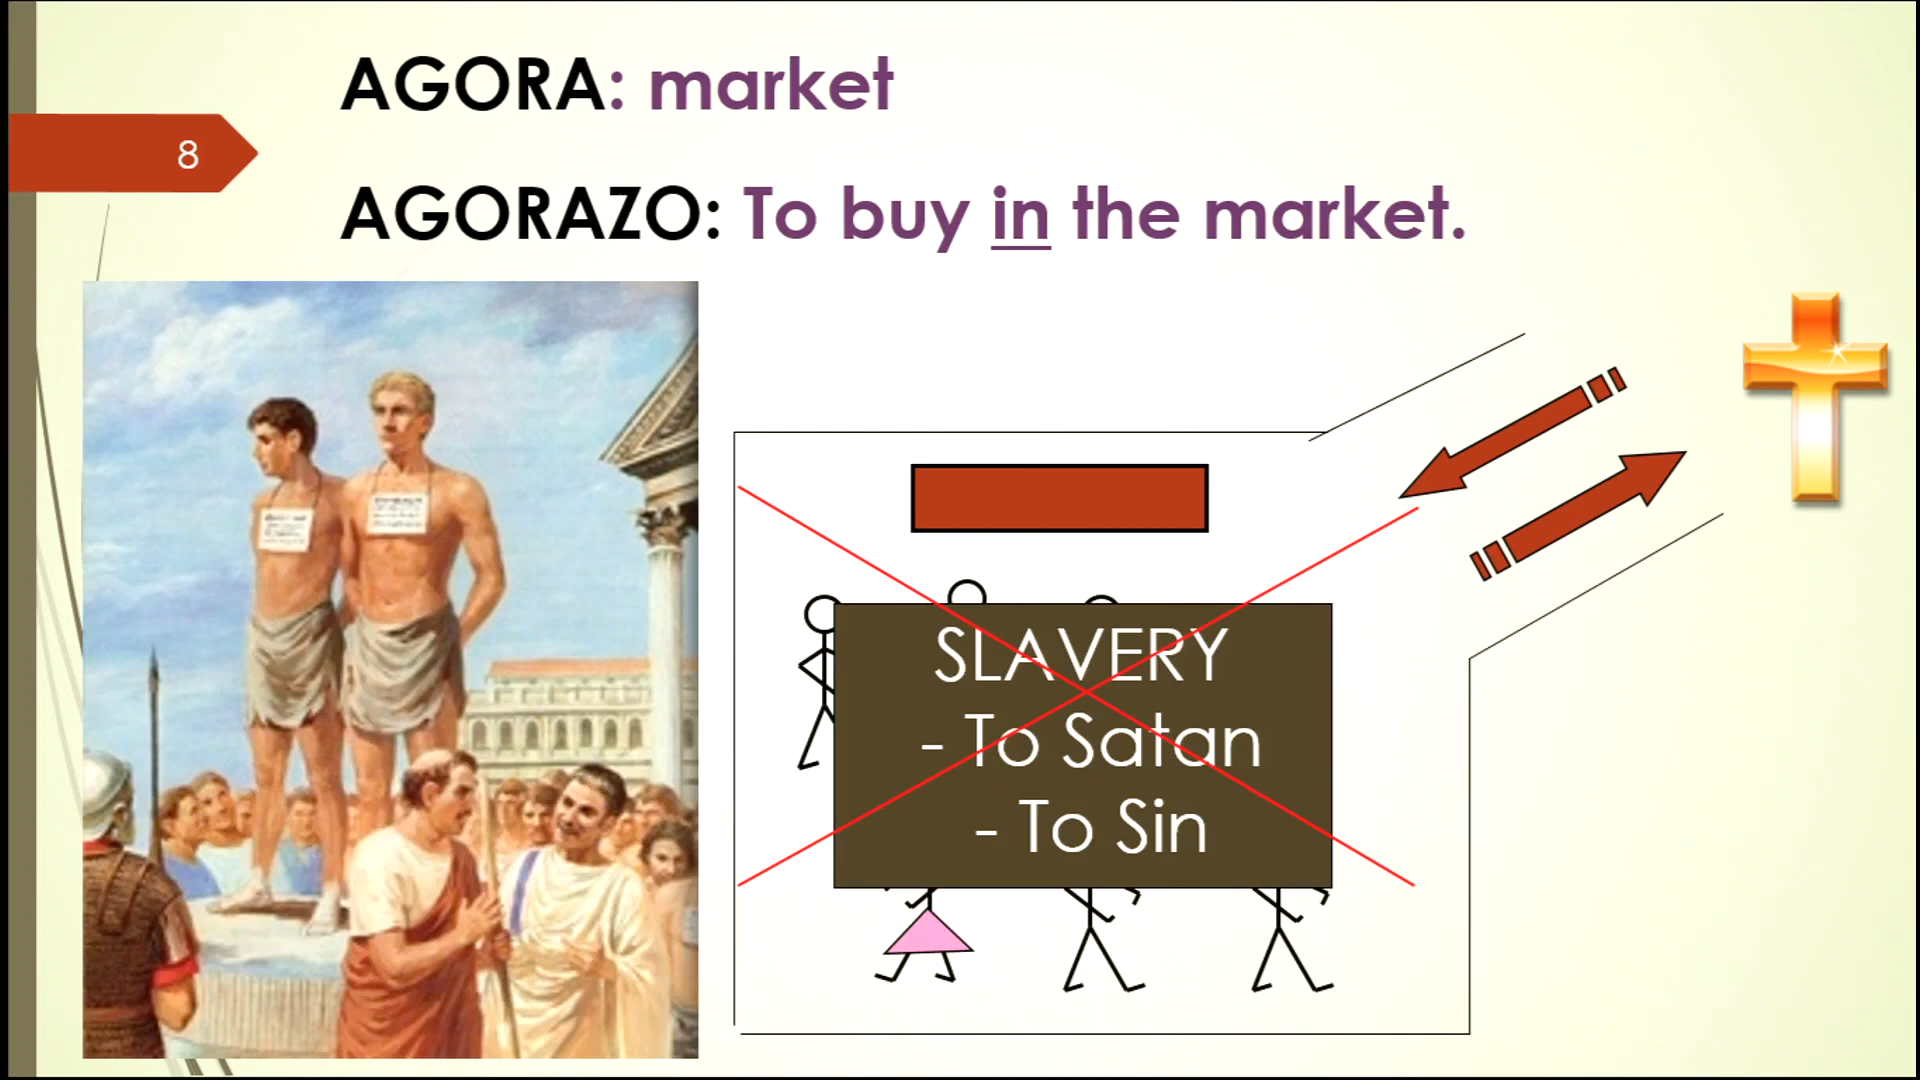 AGORA: market
8
AGORAZO: To buy in the market.
SLAVERY
- To Satan
- To Sin